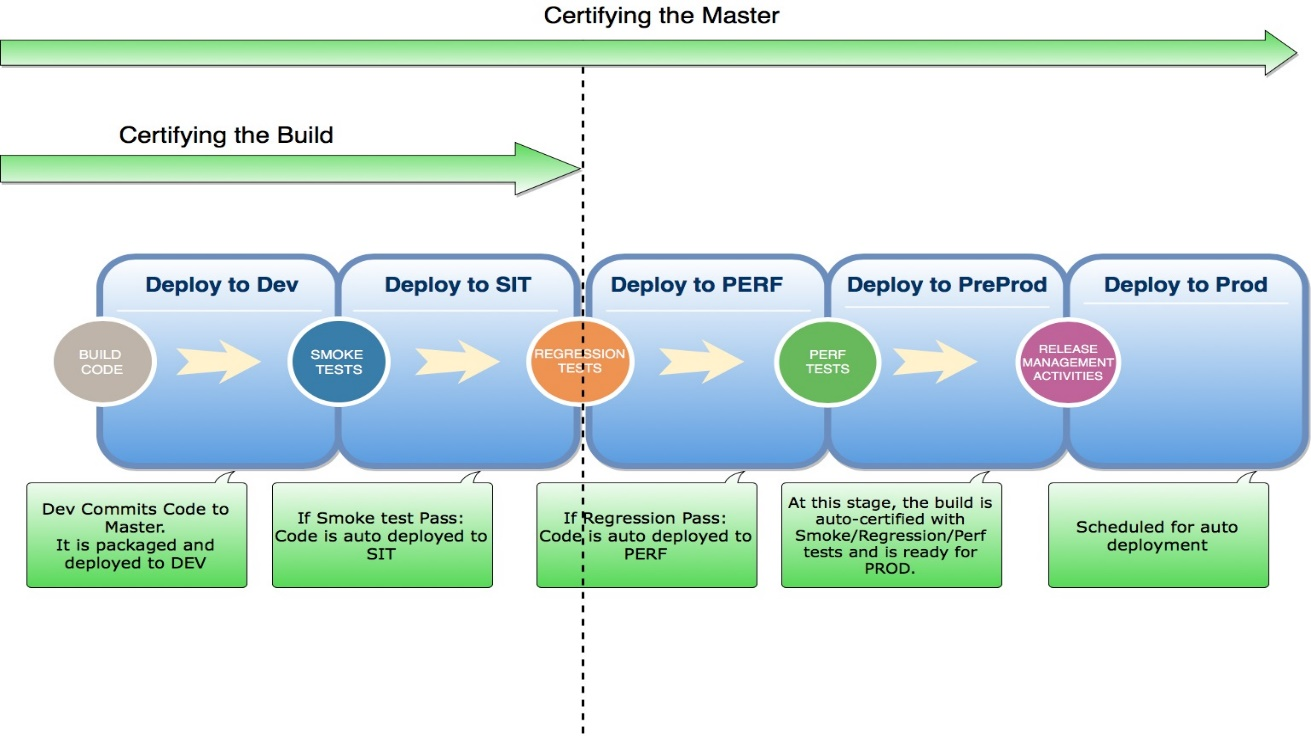 Certifying the Master
Certifying the Build
Deploy to Dev
Deploy to SIT
Deploy to PERF
Deploy to PreProd
Deploy to Prod
BUILD
CODE
SMOKE
TESTS
REGRESSION
TESTS
PERF
TESTS
RELEASE
MANAGEMENT
ACTIVITIES
Dev Commits Code to
Master.
It is packaged and
deployed to DEV
If Smoke test Pass:
Code is auto deployed to
SIT
If Regression Pass:
Code is auto deployed to
PERF
At this stage, the build is
auto-certified with
Smoke/Regression/Perf
tests and is ready for
PROD.
Scheduled for auto
deployment